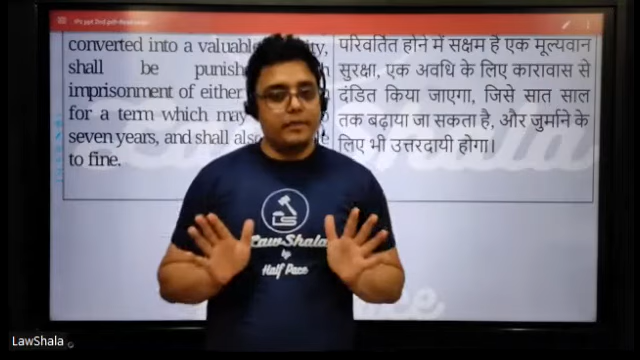 converted into a valuable
shall be
imprisonment of either
for a term which may
seven years, and shall also
to fine.
परिवर्तित होने में सक्षम है एक मूल्यवान
सुरक्षा, एक अवधि के लिए कारावास से
दंडित किया जाएगा, जिसे सात साल
तक बढ़ाया जा सकता है, और जुर्माने के
लिए भी उत्तरदायी होगा।
LS
LawShala
by
Half Pace
LawShala